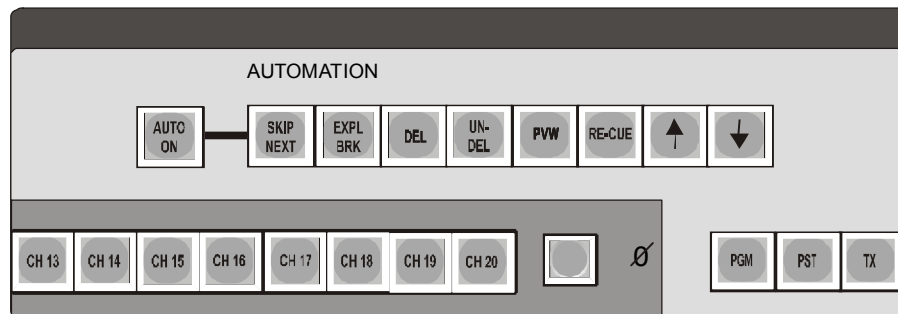 AUTOMATION
AUTO ON
SKIP NEXT
EXPL BRK
DEL
UN-DEL
PVW
RE-CUE
CH 13
CH 14
CH 15
CH 16
CH 17
CH 18
CH 19
CH 20
Ø
PGM
PST
TX